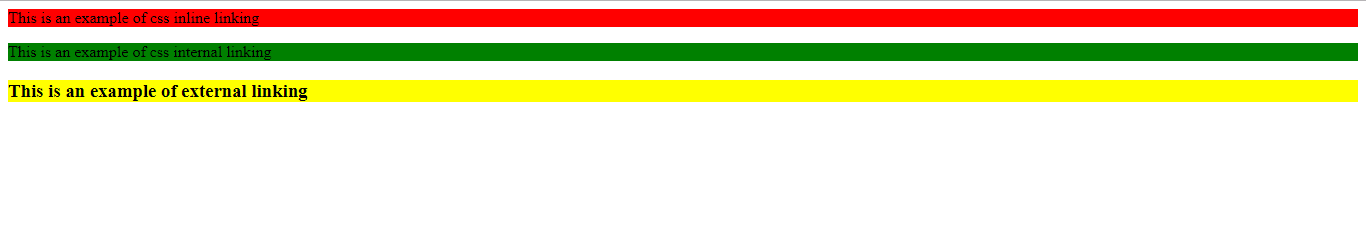 This is an example of css inline linking
This is an example of css internal linking
This is an example of external linking